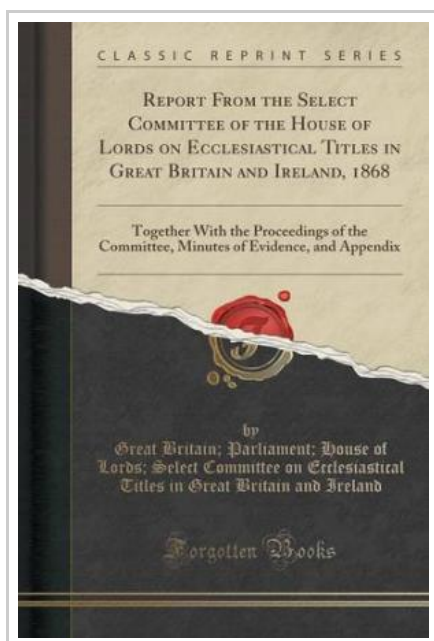 CLASSIC REPRINT SERIES
REPORT FROM THE SELECT
COMMITTEE OF THE HOUSE OF
LORDS ON ECCLESIASTICAL TITLES IN
GREAT BRITAIN AND IRELAND, 1868
Together With the Proceedings of the
Committee, Minutes of Evidence, and Appendix
by
Great Britain; Parliament; House of
Lords; Select Committee on Ecclesiastical
Titles in Great Britain and Ireland
Forgotten Books